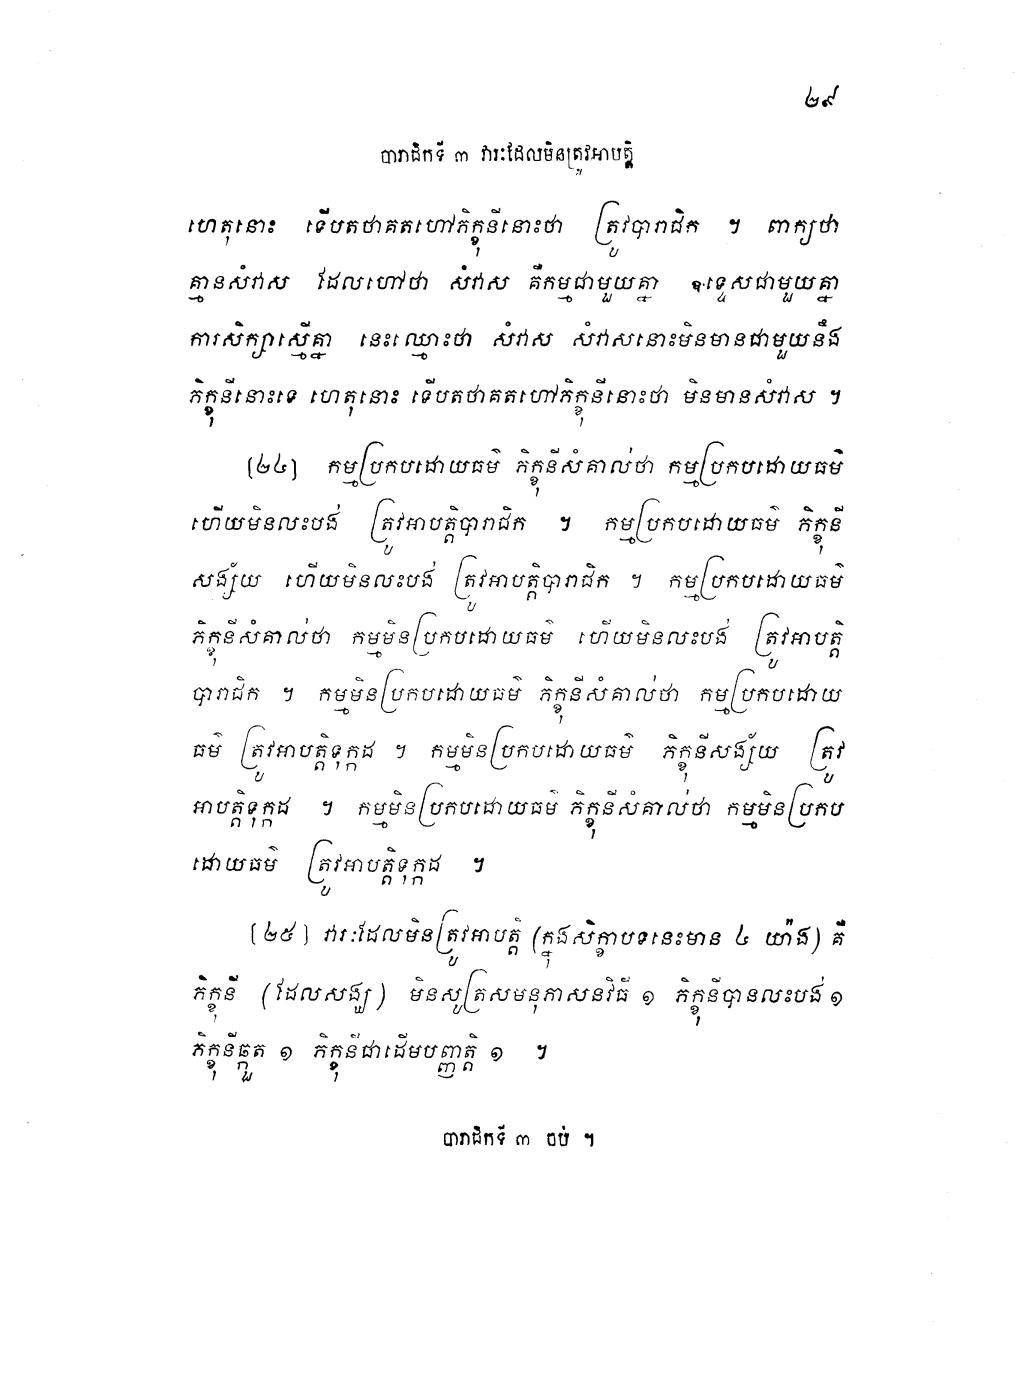 ២៩
បារាជិកទី ៣ វារៈដែលមិនត្រូវអាបត្តិ
ហេតុនោះ ទើបតថាគតហៅភិក្ខុនីនោះថា ត្រូវបារាជិក ។ ពាក្យថា
គ្មានសំវាស ដែលហៅថា សំវាស គឺកម្មជាមួយគ្នា ឧទ្ទេសជាមួយគ្នា
ការសិក្សាស្មើគ្នា នេះឈ្មោះថា សំវាស សំវាសនោះមិនមានជាមួយនឹង
ភិក្ខុនីនោះទេ ហេតុនោះ ទើបតថាគតហៅភិក្ខុនីនោះថា មិនមានសំវាស ។
[២៤] កម្មប្រកបដោយធម៌ ភិក្ខុនីសំគាល់ថា កម្មប្រកបដោយធម៌
ហើយមិនលះបង់ ត្រូវអាបត្តិបារាជិក ។ កម្មប្រកបដោយធម៌ ភិក្ខុនី
សង្ស័យ ហើយមិនលះបង់ ត្រូវអាបត្តិបារាជិក ។ កម្មប្រកបដោយធម៌
ភិក្ខុនីសំគាល់ថា កម្មមិនប្រកបដោយធម៌ ហើយមិនលះបង់ ត្រូវអាបត្តិ
បារាជិក ។ កម្មមិនប្រកបដោយធម៌ ភិក្ខុនីសំគាល់ថា កម្មប្រកបដោយ
ធម៌ ត្រូវអាបត្តិទុក្កដ ។ កម្មមិនប្រកបដោយធម៌ ភិក្ខុនីសង្ស័យ ត្រូវ
អាបត្តិទុក្កដ ។ កម្មមិនប្រកបដោយធម៌ ភិក្ខុនីសំគាល់ថា កម្មមិនប្រកប
ដោយធម៌ ត្រូវអាបត្តិទុក្កដ ។
[២៥] វារៈដែលមិនត្រូវអាបត្តិ (ក្នុងសិក្ខាបទនេះមាន ៤ យ៉ាង) គឺ
ភិក្ខុនី (ដែលសង្ឃ) មិនសូត្រសមនុភាសនវិធី ១ ភិក្ខុនីបានលះបង់ ១
ភិក្ខុនីឆ្កួត ១ ភិក្ខុនីជាដើមបញ្ញត្តិ ១ ។
បារាជិកទី ៣ ចប់ ។